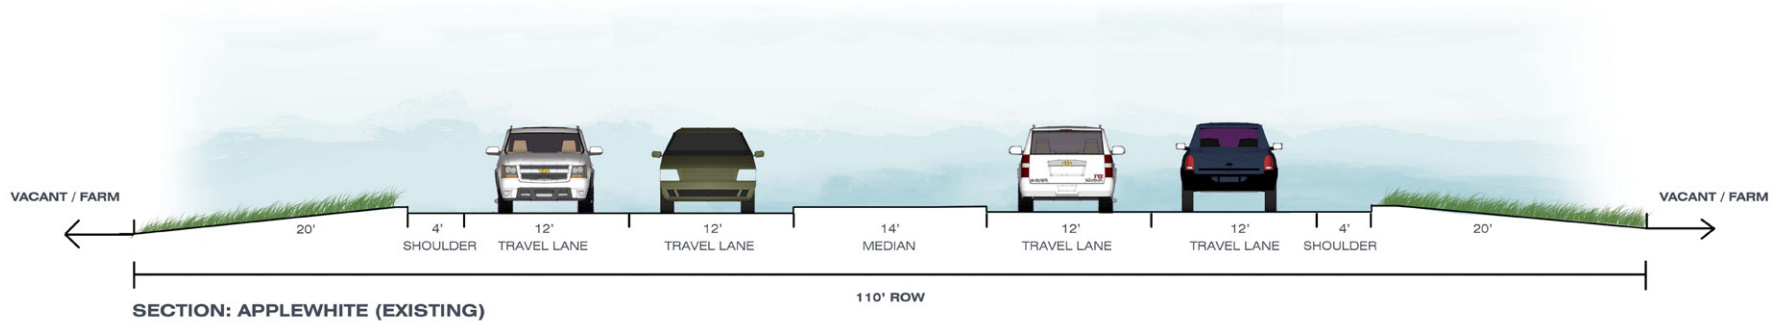 VACANT / FARM
VACANT / FARM
20'
4'
12'
12'
14'
12'
12'
4'
20'
SHOULDER
TRAVEL LANE
TRAVEL LANE
MEDIAN
TRAVEL LANE
TRAVEL LANE
SHOULDER
110' ROW
SECTION: APPLEWHITE (EXISTING)